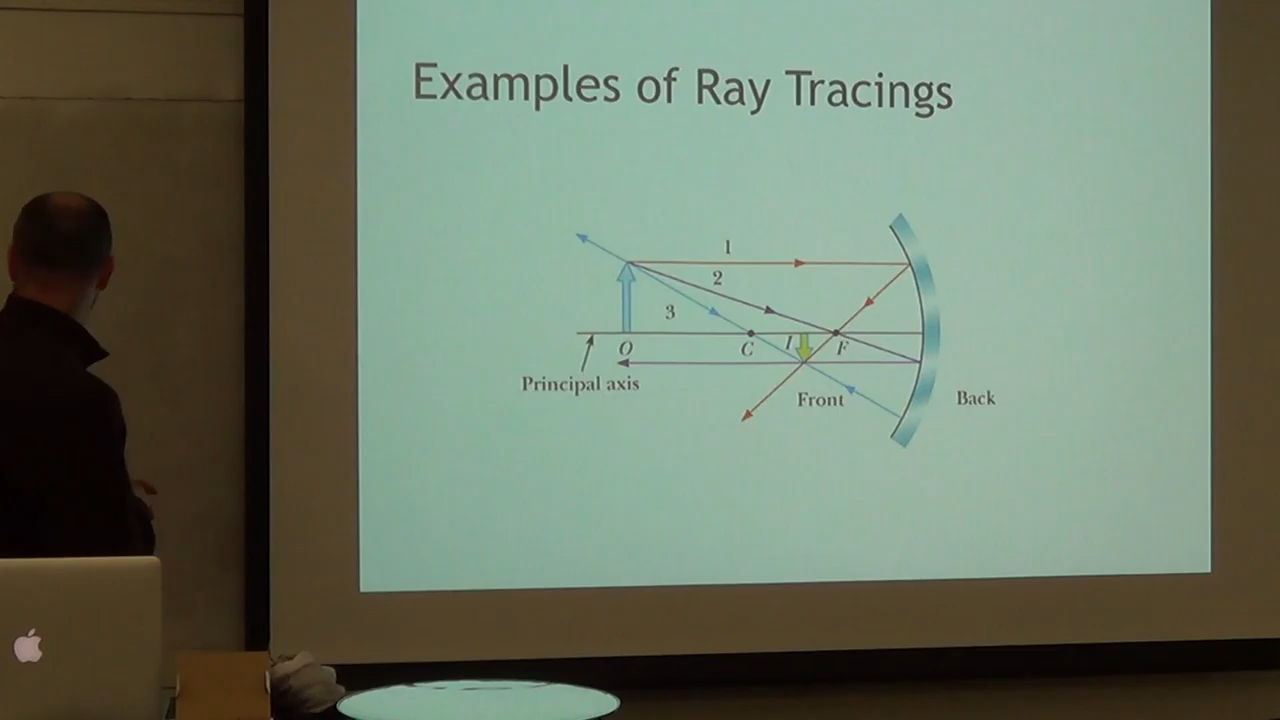 Examples of Ray Tracings
1
2
3
O
C
I
F
Principal axis
Front
Back